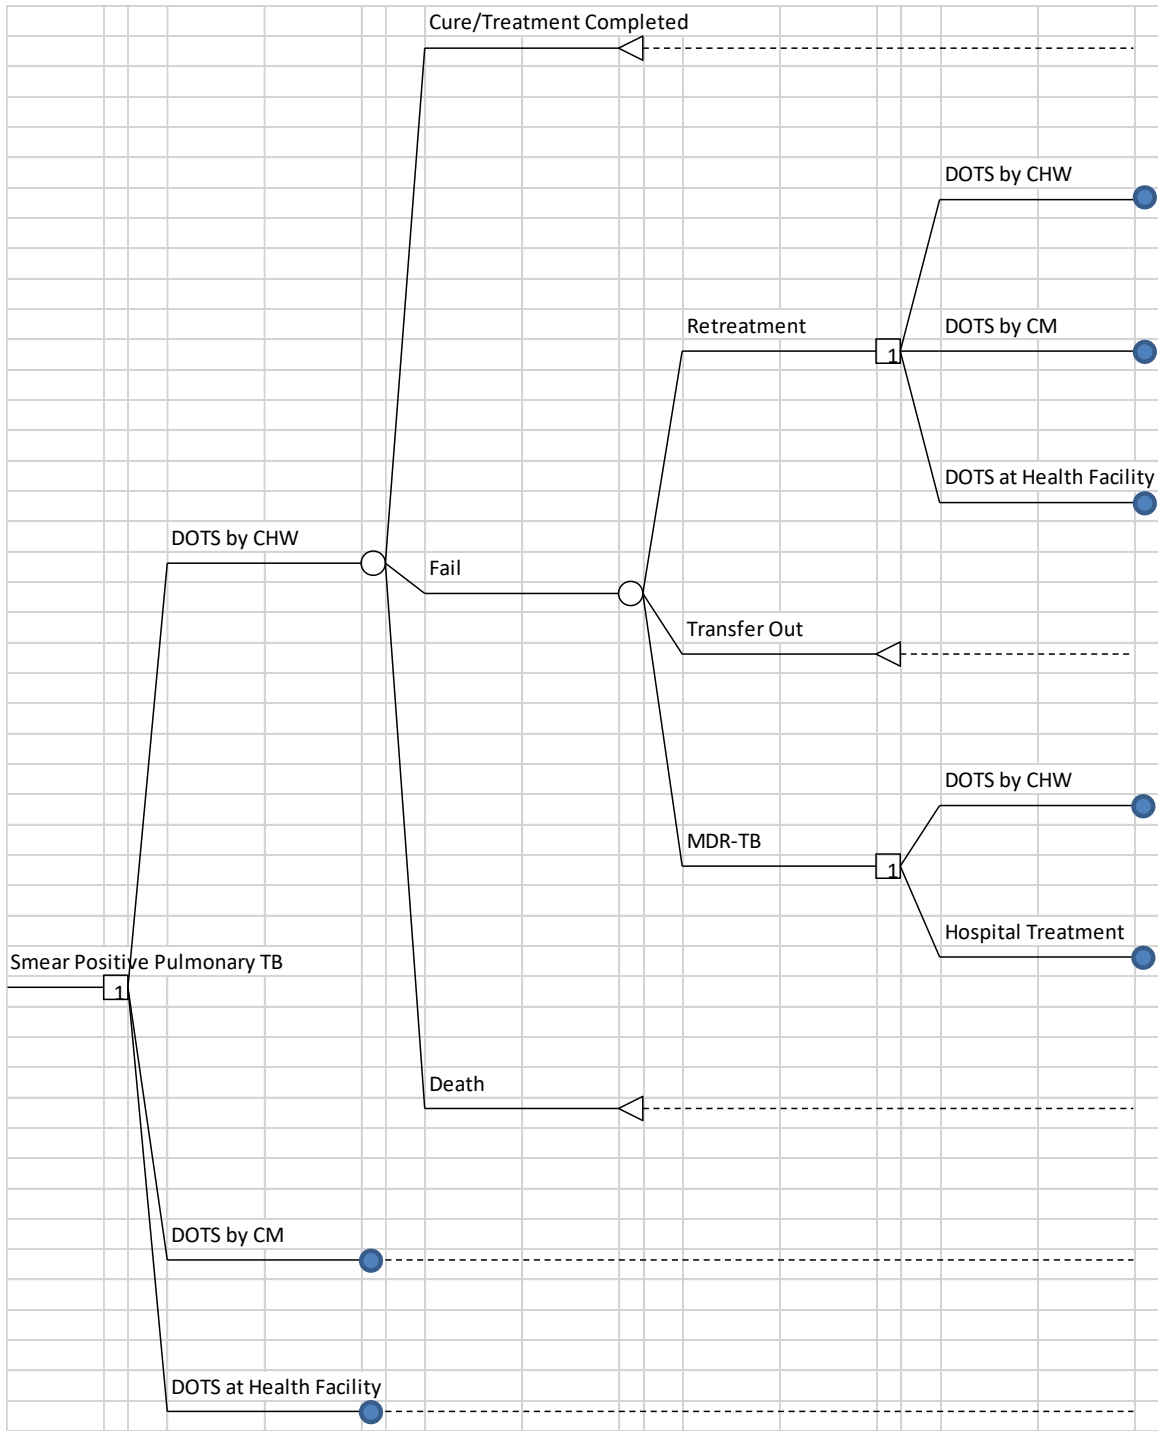 Cure/Treatment Completed
DOTS by CHW
Retreatment
DOTS by CM
1
DOTS at Health Facility
DOTS by CHW
Fail
Transfer Out
DOTS by CHW
MDR-TB
1
Hospital Treatment
Smear Positive Pulmonary TB
1
Death
DOTS by CM
DOTS at Health Facility